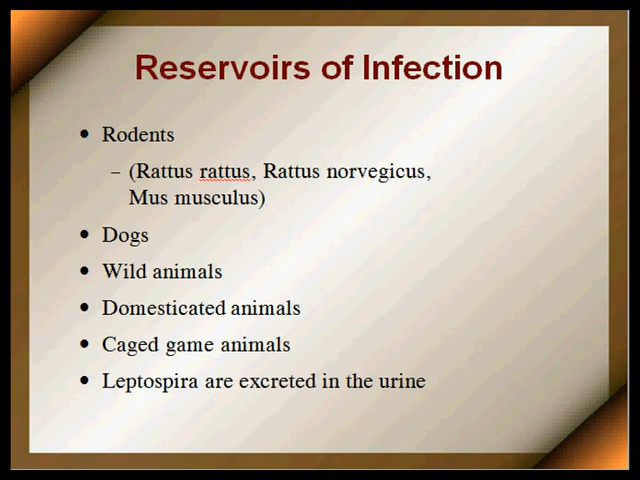 Reservoirs of Infection
• Rodents
– (Rattus rattus, Rattus norvegicus,
Mus musculus)
• Dogs
• Wild animals
• Domesticated animals
• Caged game animals
• Leptospira are excreted in the urine